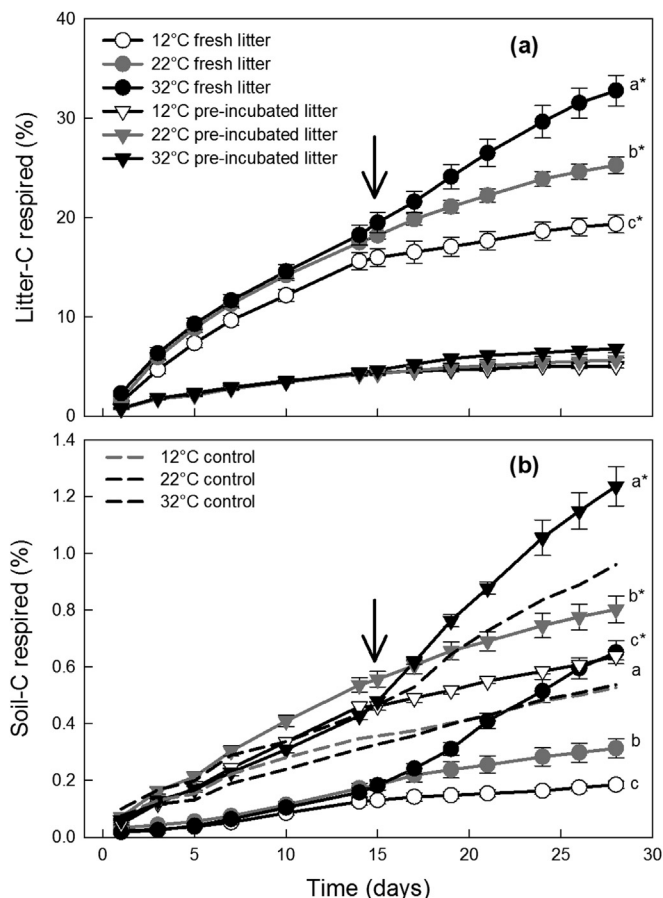 40
30
20
10
0
Litter-C respired (%)
(a)
12°C fresh litter
22°C fresh litter
32°C fresh litter
12°C pre-incubated litter
22°C pre-incubated litter
32°C pre-incubated litter
a*
b*
c*
1.4
1.2
1.0
0.8
0.6
0.4
0.2
0.0
Soil-C respired (%)
(b)
12°C control
22°C control
32°C control
a*
b*
c*
a
b
c
0 5 10 15 20 25 30
Time (days)